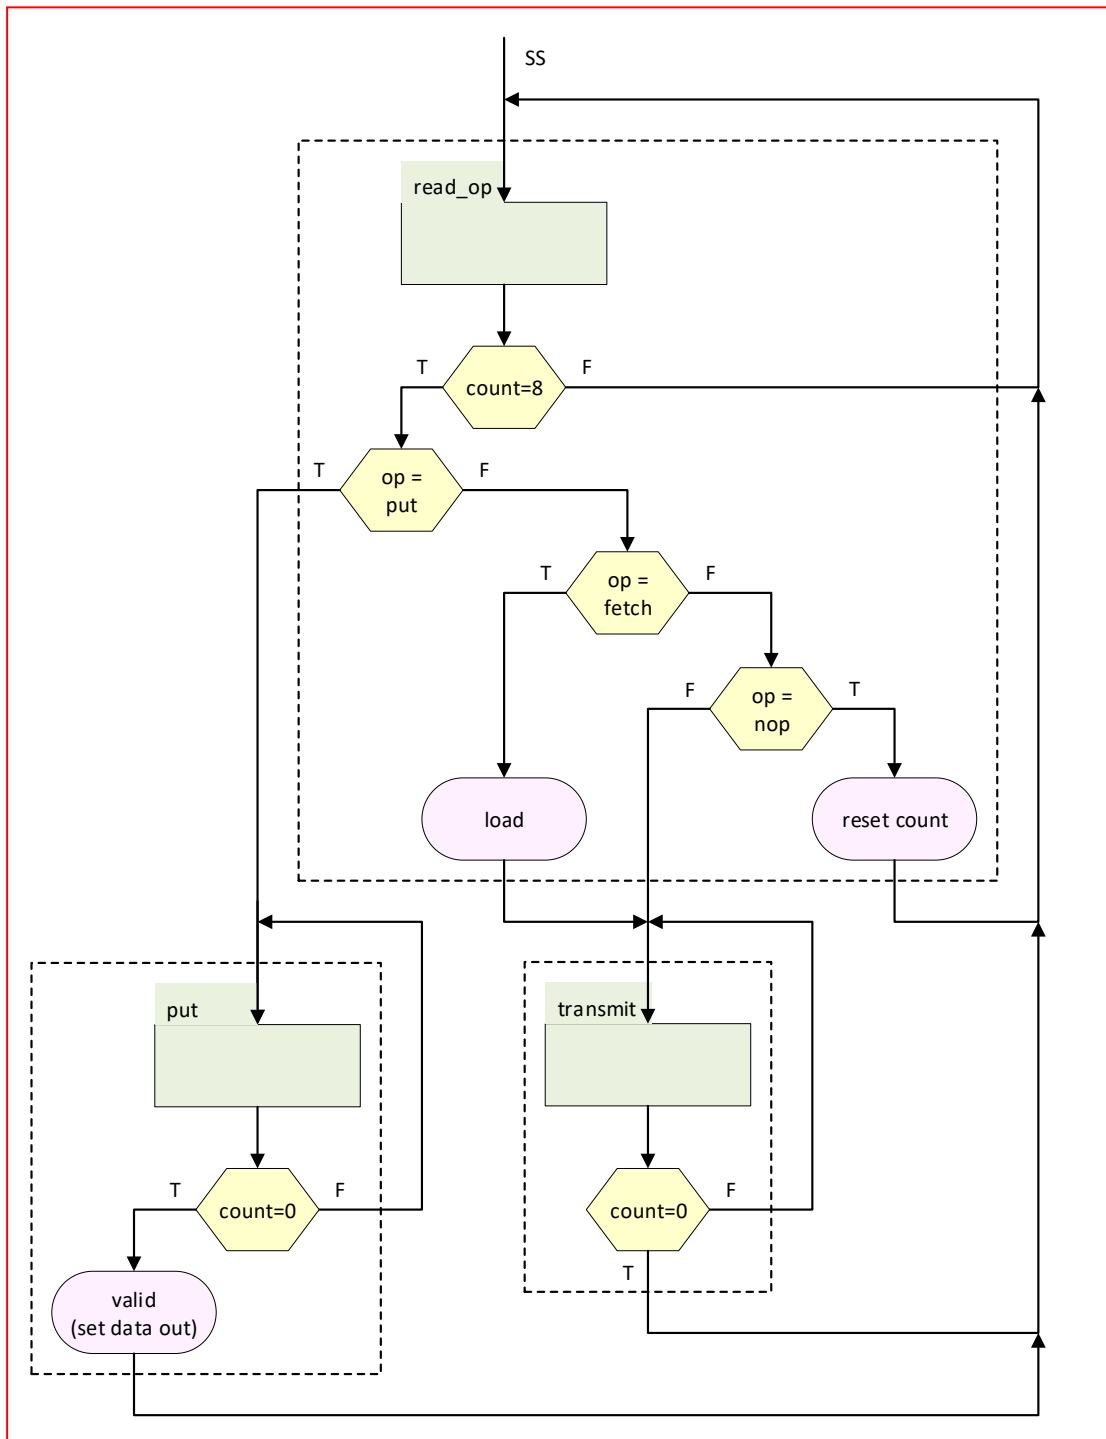 SS
read_op
T
F
count=8
T
F
op =
put
T
F
op =
fetch
F
T
op =
nop
load
reset count
put
transmit
T
F
count=0
F
count=0
T
valid
(set data out)